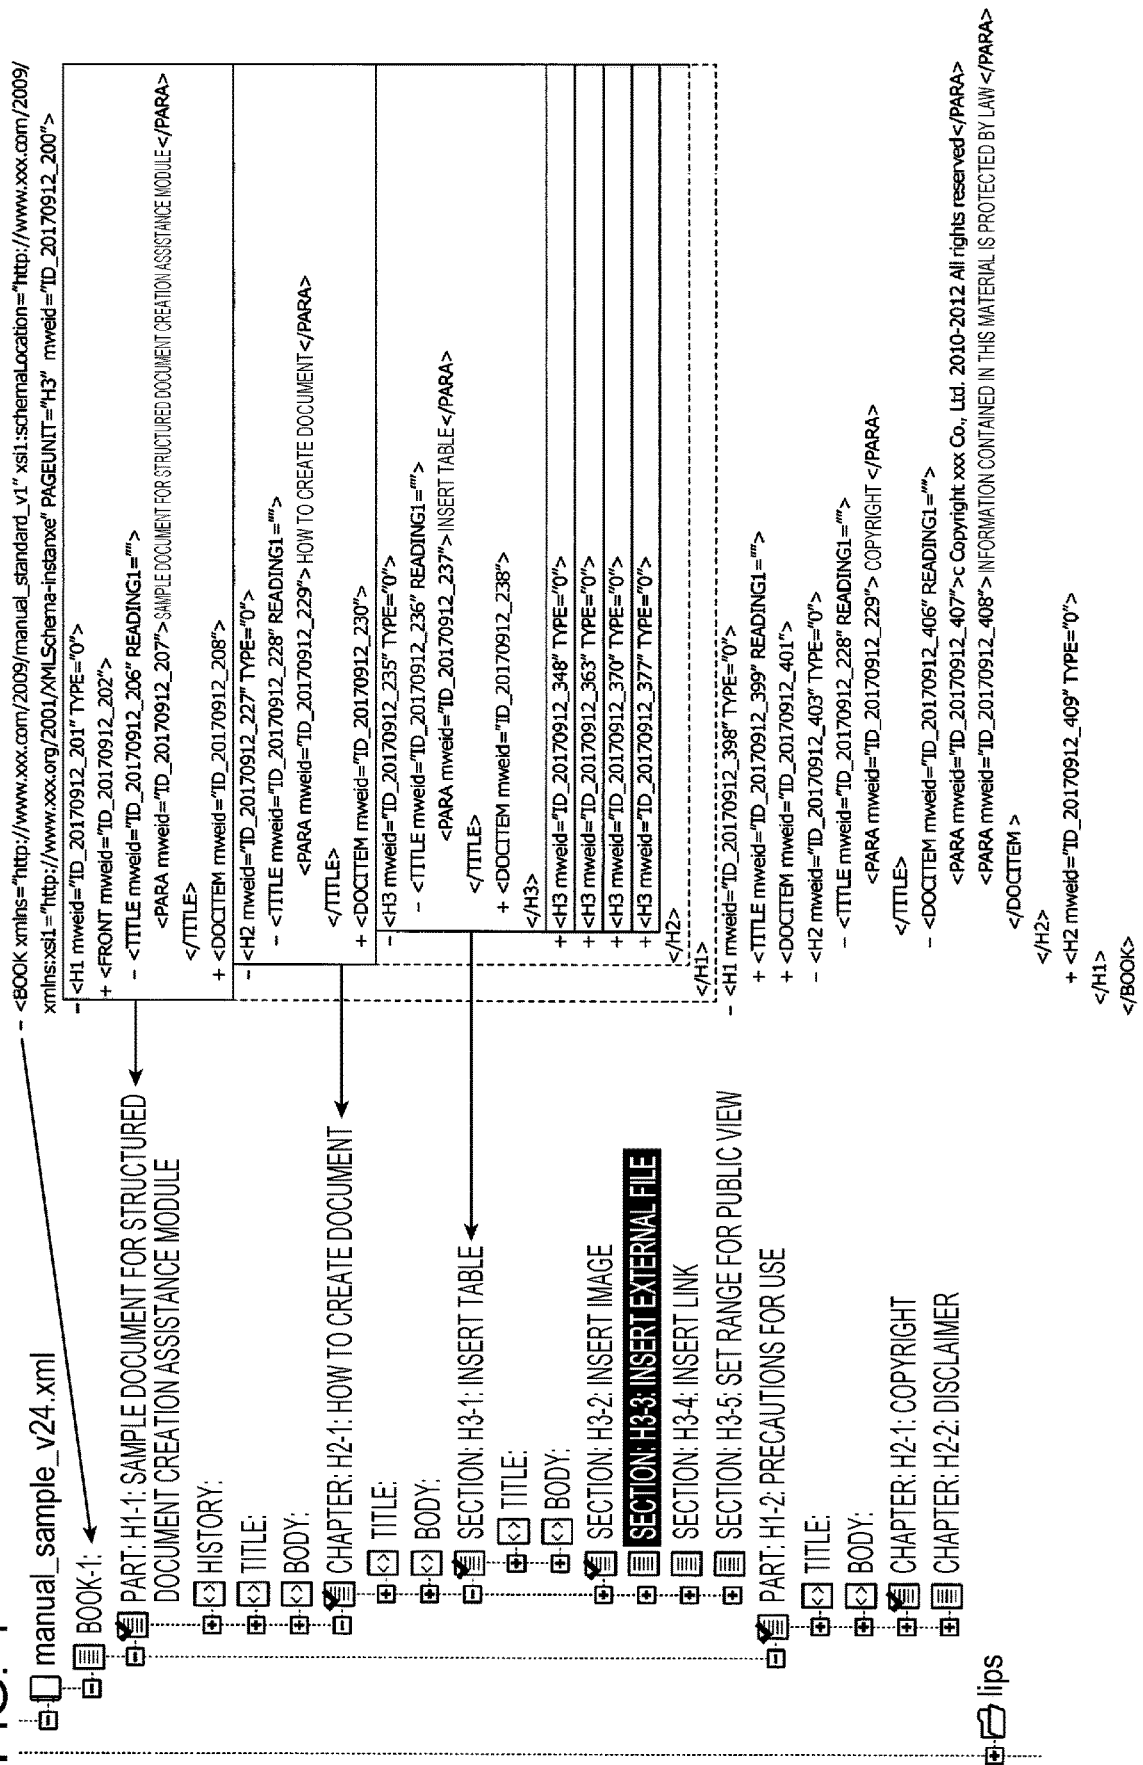 manual_sample_v24.xml
BOOK-1:
PART: H1-1: SAMPLE DOCUMENT FOR STRUCTURED
DOCUMENT CREATION ASSISTANCE MODULE
HISTORY:
TITLE:
BODY:
CHAPTER: H2-1: HOW TO CREATE DOCUMENT
TITLE:
BODY:
SECTION: H3-1: INSERT TABLE
TITLE:
BODY:
SECTION: H3-2: INSERT IMAGE
SECTION: H3-3: INSERT EXTERNAL FILE
SECTION: H3-4: INSERT LINK
SECTION: H3-5: SET RANGE FOR PUBLIC VIEW
PART: H1-2: PRECAUTIONS FOR USE
TITLE:
BODY:
CHAPTER: H2-1: COPYRIGHT
CHAPTER: H2-2: DISCLAIMER
lips
− <BOOK xmlns="http://www.xxx.com/2009/manual_standard_v1" xsi1:schemaLocation="http://www.xxx.com/2009/
xmlns:xsi1="http://www.xxx.org/2001/XMLSchema-instanxe" PAGEUNIT="H3" mweid="ID_20170912_200">
− <H1 mweid="ID_20170912_201" TYPE="0">
+ <FRONT mweid="ID_20170912_202">
− <TITLE mweid="ID_20170912_206" READING1="">
<PARA mweid="ID_20170912_207">SAMPLE DOCUMENT FOR STRUCTURED DOCUMENT CREATION ASSISTANCE MODULE</PARA>
</TITLE>
+ <DOCITEM mweid="ID_20170912_208">
− <H2 mweid="ID_20170912_227" TYPE="0">
− <TITLE mweid="ID_20170912_228" READING1="">
<PARA mweid="ID_20170912_229">HOW TO CREATE DOCUMENT</PARA>
</TITLE>
+ <DOCITEM mweid="ID_20170912_230">
− <H3 mweid="ID_20170912_235" TYPE="0">
− <TITLE mweid="ID_20170912_236" READING1="">
<PARA mweid="ID_20170912_237">INSERT TABLE</PARA>
</TITLE>
+ <DOCITEM mweid="ID_20170912_238">
</H3>
+ <H3 mweid="ID_20170912_348" TYPE="0">
+ <H3 mweid="ID_20170912_363" TYPE="0">
+ <H3 mweid="ID_20170912_370" TYPE="0">
+ <H3 mweid="ID_20170912_377" TYPE="0">
</H2>
</H1>
− <H1 mweid="ID_20170912_398" TYPE="0">
+ <TITLE mweid="ID_20170912_399" READING1="">
+ <DOCITEM mweid="ID_20170912_401">
− <H2 mweid="ID_20170912_403" TYPE="0">
− <TITLE mweid="ID_20170912_228" READING1="">
<PARA mweid="ID_20170912_229"> COPYRIGHT </PARA>
</TITLE>
− <DOCITEM mweid="ID_20170912_406" READING1="">
<PARA mweid="ID_20170912_407">c Copyright xxx Co., Ltd. 2010-2012 All rights reserved</PARA>
<PARA mweid="ID_20170912_408"> INFORMATION CONTAINED IN THIS MATERIAL IS PROTECTED BY LAW </PARA>
</DOCITEM >
</H2>
+ <H2 mweid="ID_20170912_409" TYPE="0">
</H1>
</BOOK>